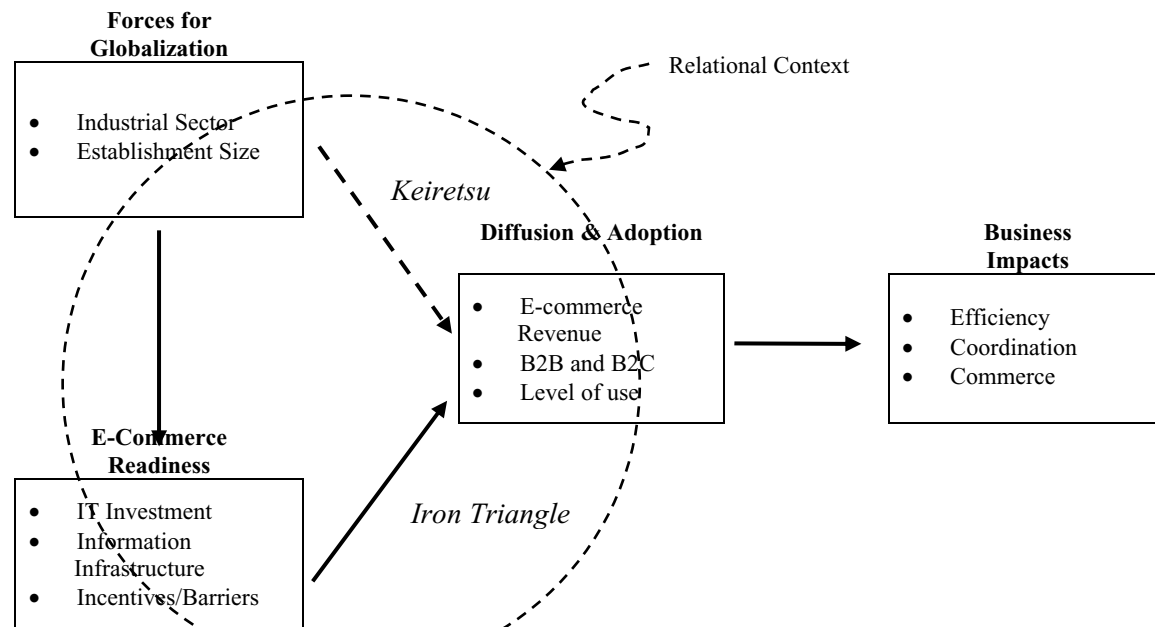 Forces for
Globalization
• Industrial Sector
• Establishment Size
Relational Context
Keiretsu
Diffusion & Adoption
• E-commerce
Revenue
• B2B and B2C
• Level of use
Business
Impacts
• Efficiency
• Coordination
• Commerce
E-Commerce
Readiness
• IT Investment
• Information
Infrastructure
• Incentives/Barriers
Iron Triangle